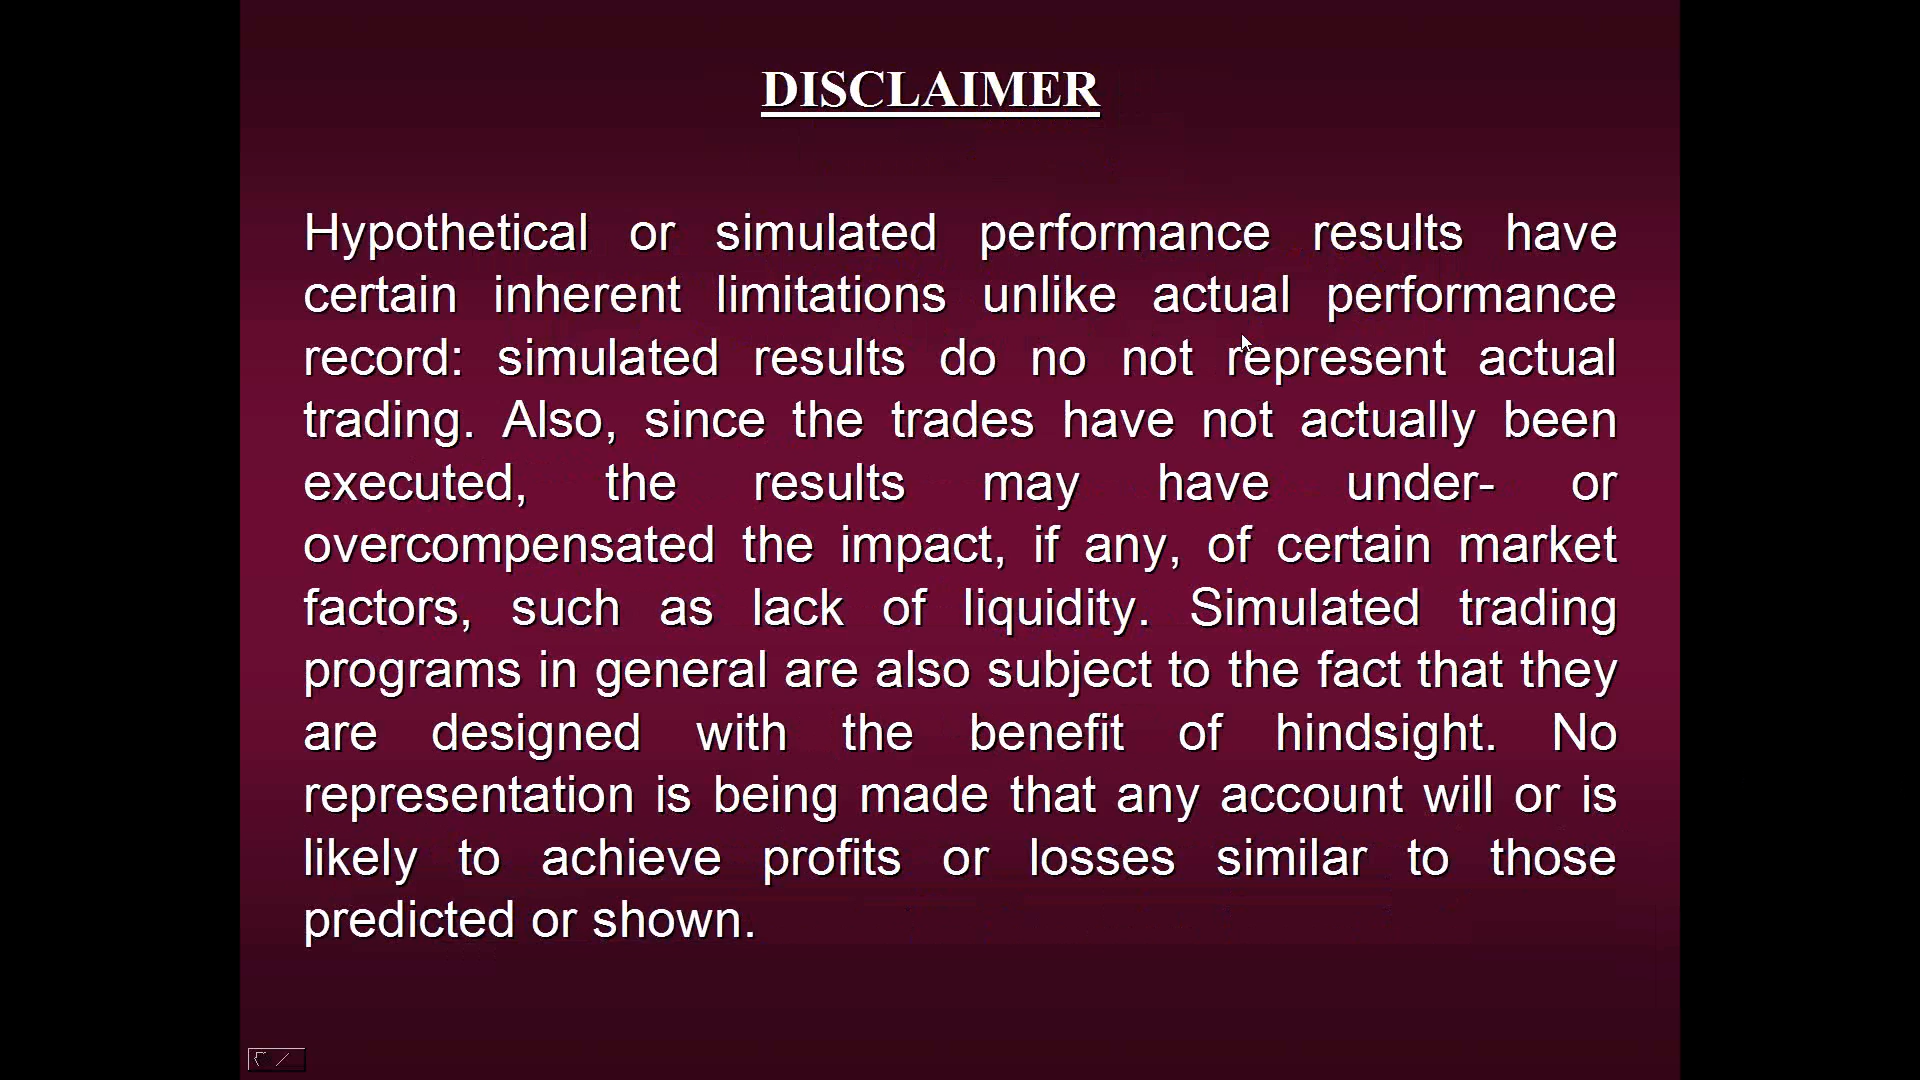 DISCLAIMER
Hypothetical or simulated performance results have
certain inherent limitations unlike actual performance
record: simulated results do no not represent actual
trading. Also, since the trades have not actually been
executed, the results may have under- or
overcompensated the impact, if any, of certain market
factors, such as lack of liquidity. Simulated trading
programs in general are also subject to the fact that they
are designed with the benefit of hindsight. No
representation is being made that any account will or is
likely to achieve profits or losses similar to those
predicted or shown.